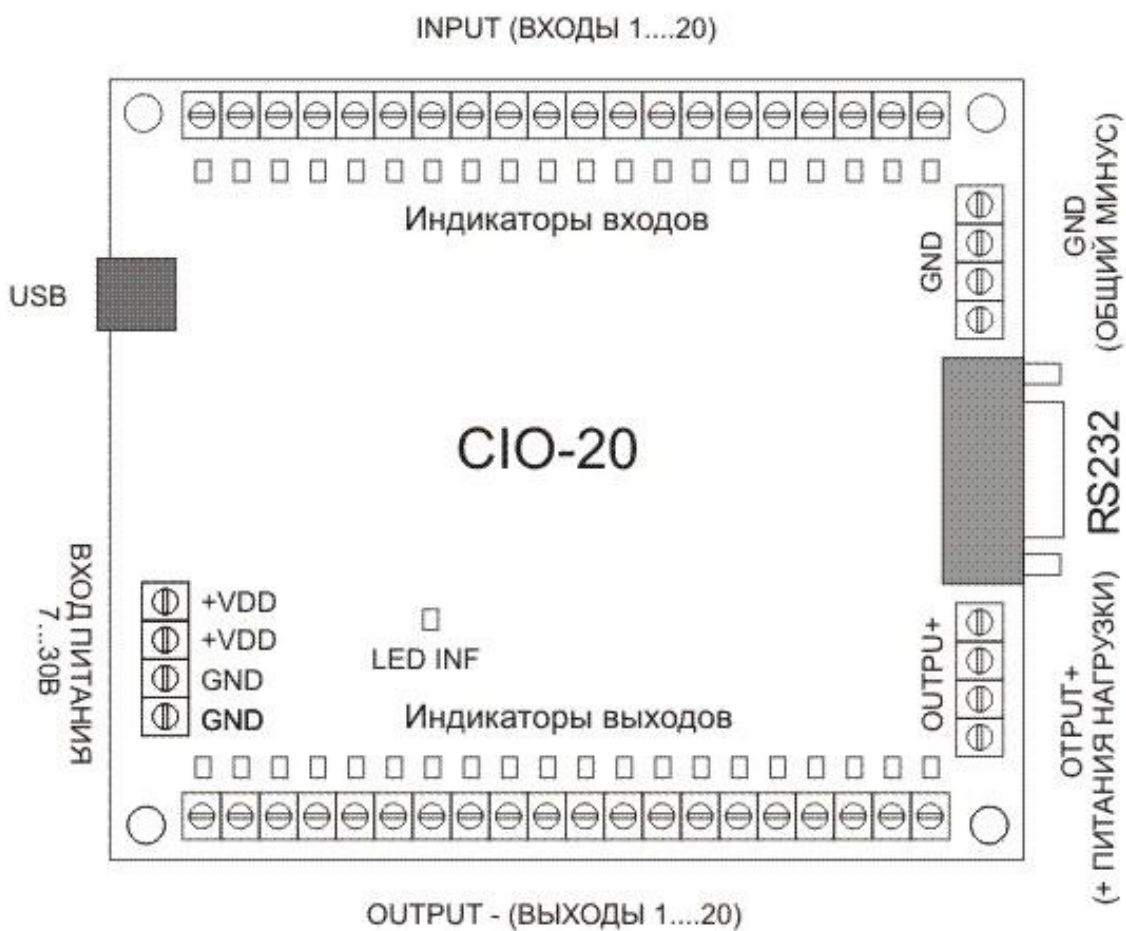 INPUT (ВХОДЫ 1....20)
Индикаторы входов
GND
GND
(ОБЩИЙ МИНУС)
USB
CIO-20
RS232
ВХОД ПИТАНИЯ
7...30В
+VDD
+VDD
GND
GND
LED INF
OUTPU+
OTPUT+
(+ ПИТАНИЯ НАГРУЗКИ)
Индикаторы выходов
OUTPUT - (ВЫХОДЫ 1....20)